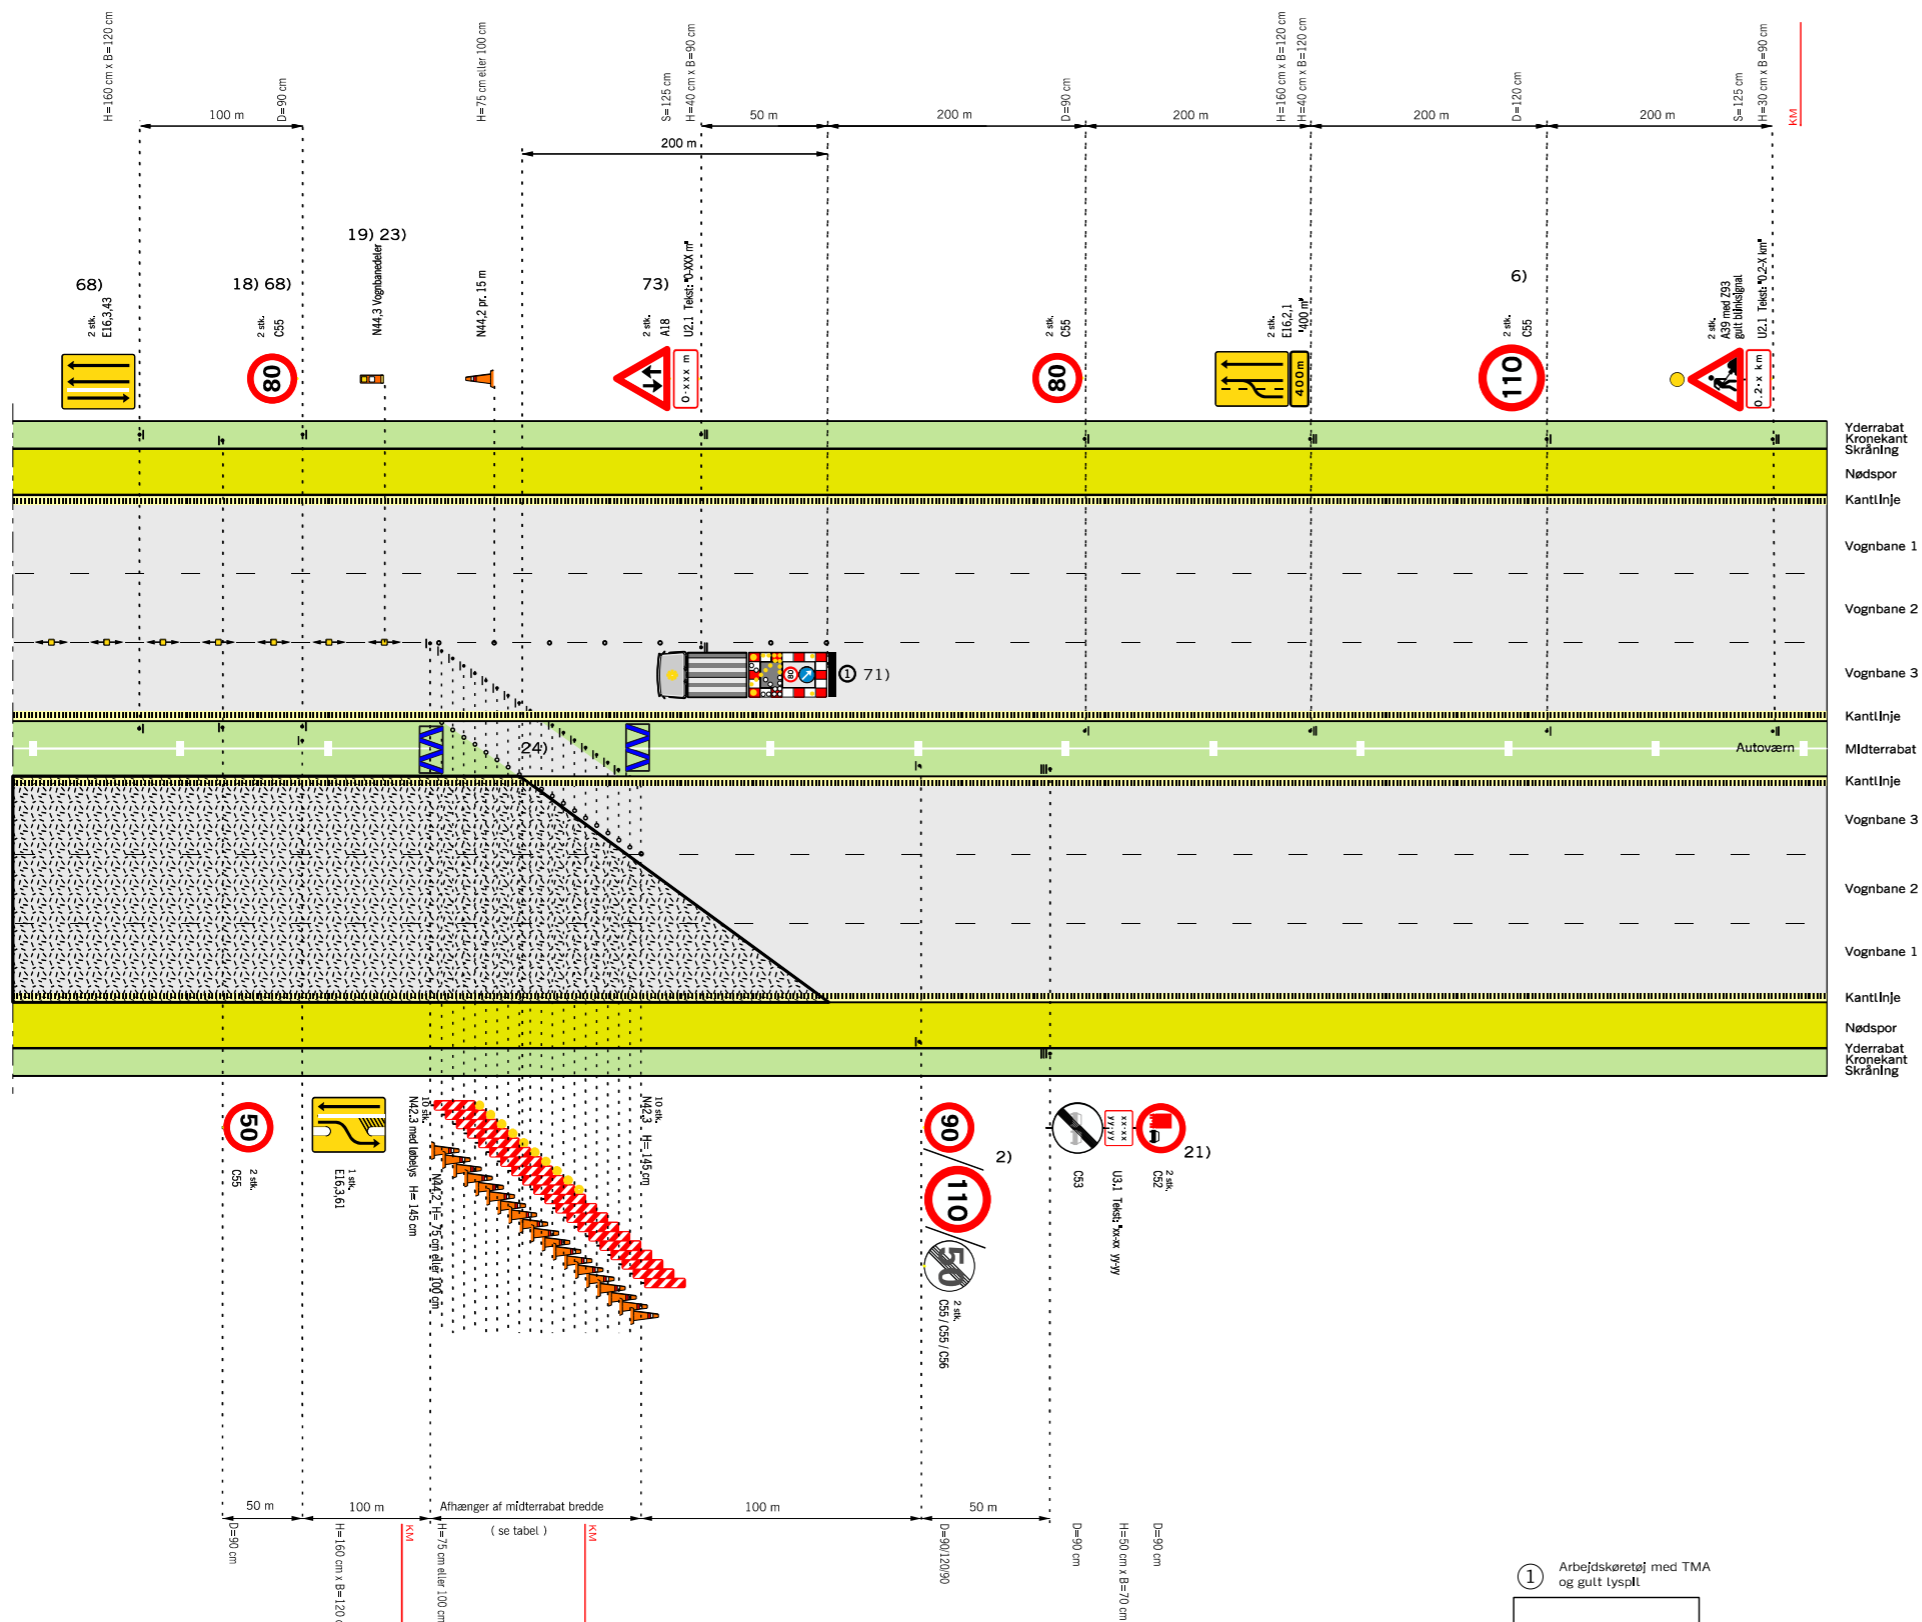 H=160 cm x B=120 cm
D=90 cm
H=75 cm eller 100 cm
S=125 cm
H=40 cm x B=90 cm
D=90 cm
H=160 cm x B=120 cm
H=40 cm x B=120 cm
D=120 cm
S=125 cm
H=30 cm x B=90 cm
KM
100 m
50 m
200 m
200 m
200 m
200 m
200 m
68)
2 stk.
E16,3,43
18) 68)
2 stk.
C55
19) 23)
N44,3 Vognbanedeler
N44,2 pr. 15 m
73)
2 stk.
A18
U2,1 Tekst: "0-XXX m"
2 stk.
C55
2 stk.
E16,2,1
"400 m"
6)
2 stk.
C55
2 stk.
A39 med Z93
gult blinksignal
U2,1 Tekst: "0.2-X km"
80
0-xxx m
80
400m
110
0.2-x km
Yderrabat
Kronekant
Skråning
Nødspor
Kantlinje
Vognbane 1
Vognbane 2
Vognbane 3
Kantlinje
80
1 71)
24)
Autoværn
Midterrabat
Kantlinje
Vognbane 3
Vognbane 2
Vognbane 1
Kantlinje
Nødspor
Yderrabat
Kronekant
Skråning
50
2 stk.
C55
1 stk.
E16,3,61
10 stk.
N42.3 med løbelys H= 145 cm
N44,2 H= 75 cm eller 100 cm
10 stk.
N42,3 H= 145 cm
90
110
50
2)
2 stk.
C55 / C55 / C56
C53
xx-xx
yy-yy
U3,1 Tekst: "xx-xx yy-yy
2 stk.
C52
21)
50 m
100 m
Afhænger af midterrabat bredde
( se tabel )
100 m
50 m
D=90 cm
H=160 cm x B=120
KM
H=75 cm eller 100 cm
KM
D=90/120/90
D=90 cm
H=50 cm x B=70 cm
D=90 cm
1 Arbejdskøretøj med TMA
og gult lyspil